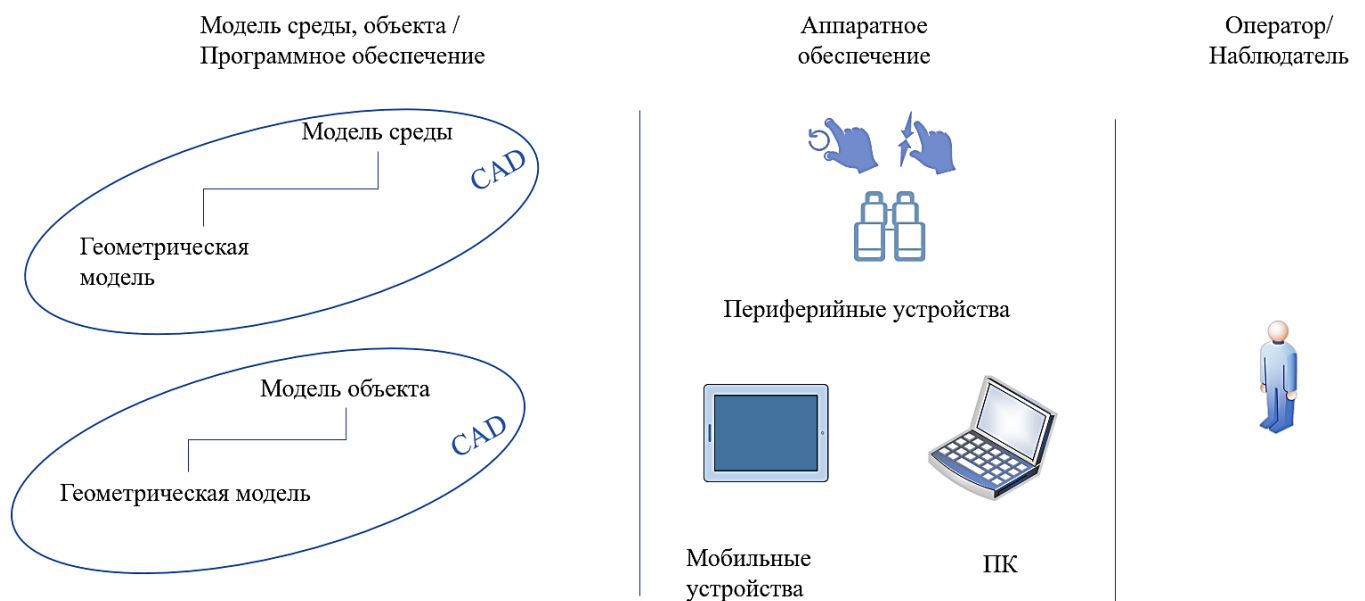 Модель среды, объекта /
Программное обеспечение
Аппаратное
обеспечение
Оператор/
Наблюдатель
Модель среды
CAD
Геометрическая
модель
Периферийные устройства
Модель объекта
CAD
Геометрическая модель
Мобильные
устройства
ПК